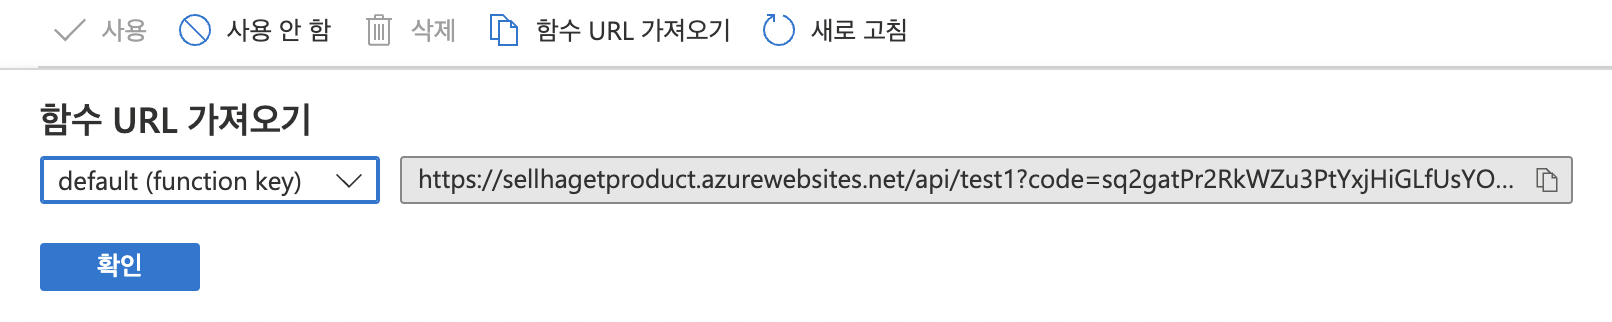 사용 사용 안 함 삭제 함수 URL 가져오기 새로 고침
함수 URL 가져오기
default (function key) https://sellhagetproduct.azurewebsites.net/api/test1?code=sq2gatPr2RkWZu3PtYxjHiGLfUsYO...
확인